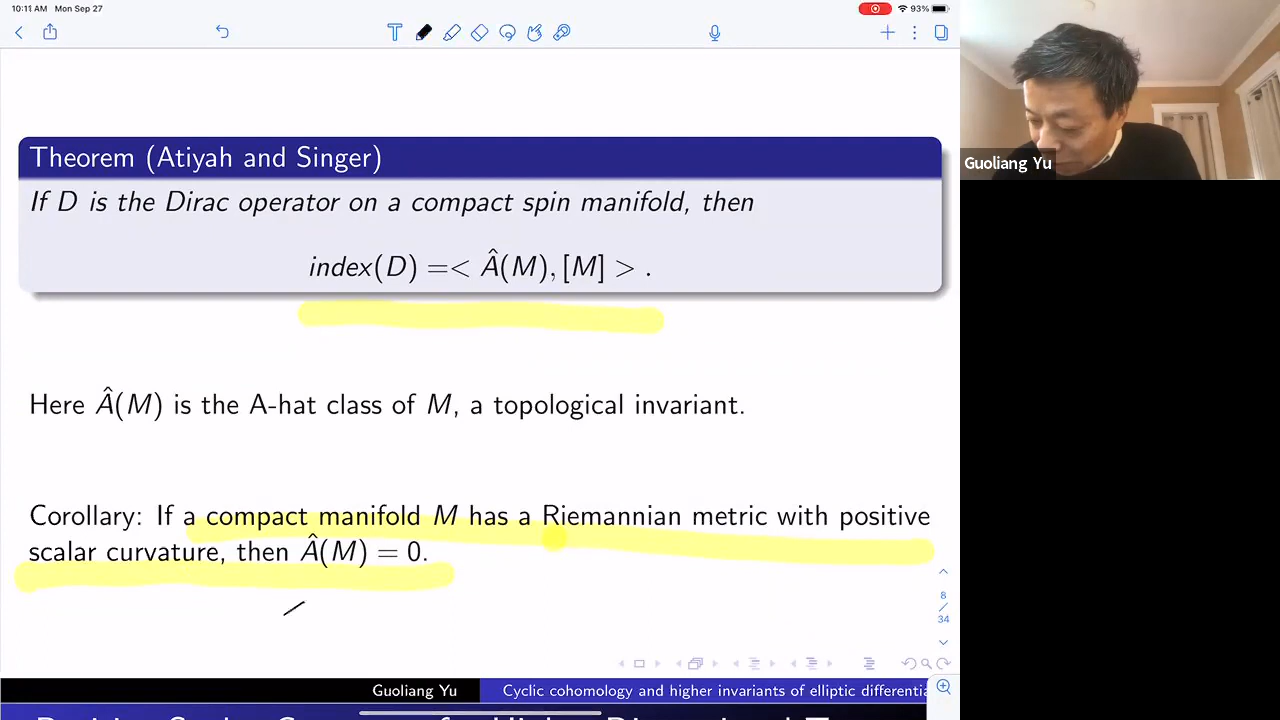 10:11 AM Mon Sep 27
93%
Theorem (Atiyah and Singer)
If D is the Dirac operator on a compact spin manifold, then
index(D) =< Â(M), [M] > .
Guoliang Yu
Here Â(M) is the A-hat class of M, a topological invariant.
Corollary: If a compact manifold M has a Riemannian metric with positive
scalar curvature, then Â(M) = 0.
8
/
34
Guoliang Yu
Cyclic cohomology and higher invariants of elliptic differentia